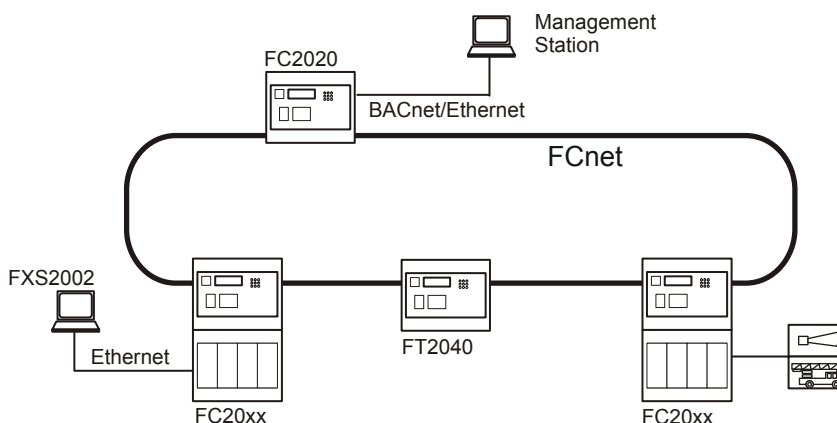 Management
Station
FC2020
BACnet/Ethernet
FCnet
FXS2002
Ethernet
FT2040
FC20xx
FC20xx